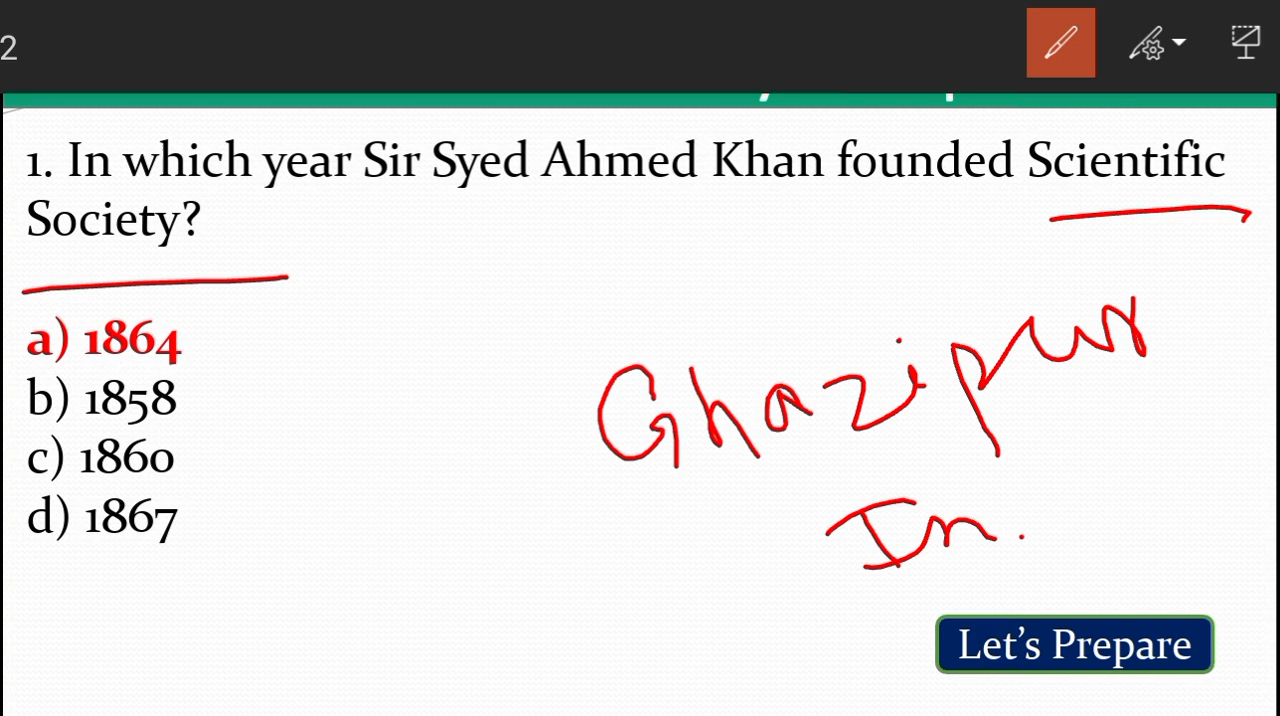 2
1. In which year Sir Syed Ahmed Khan founded Scientific
Society?
a) 1864
b) 1858
c) 1860
d) 1867
Ghazipur
In.
Let's Prepare